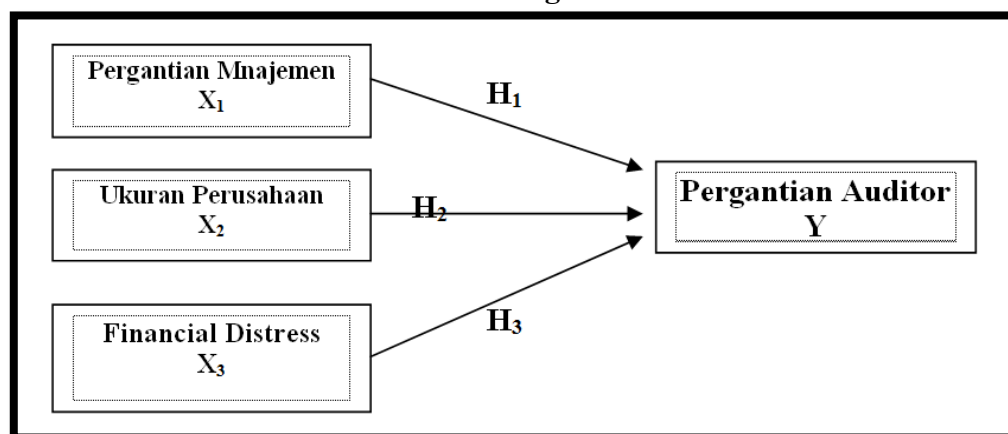 Pergantian Mnajemen
X₁
H₁
Ukuran Perusahaan
X₂
H₂
Pergantian Auditor
Y
Financial Distress
X₃
H₃